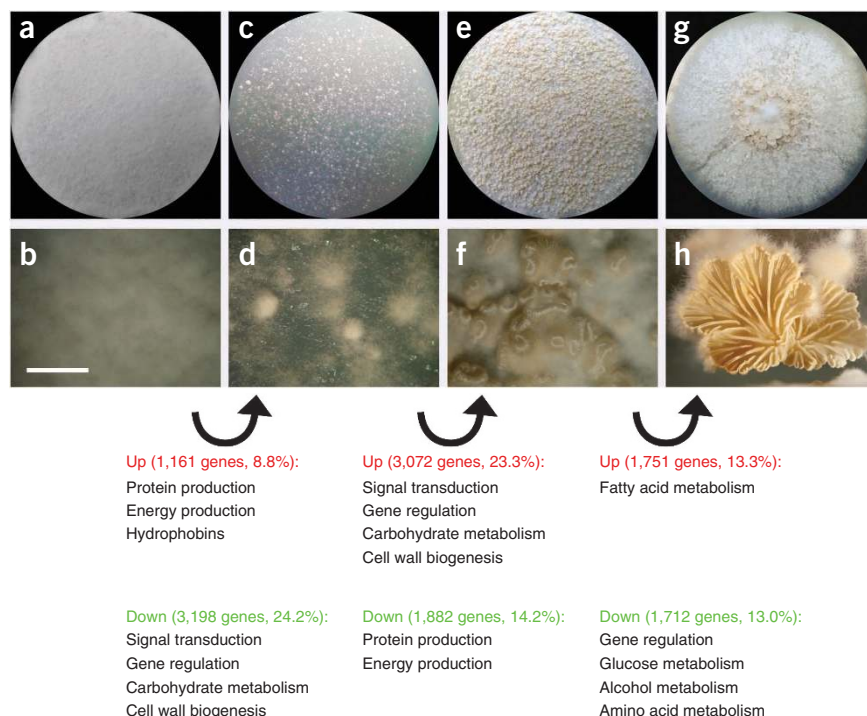 a
c
e
g
b
d
f
h
Up (1,161 genes, 8.8%):
Protein production
Energy production
Hydrophobins
Up (3,072 genes, 23.3%):
Signal transduction
Gene regulation
Carbohydrate metabolism
Cell wall biogenesis
Up (1,751 genes, 13.3%):
Fatty acid metabolism
Down (3,198 genes, 24.2%):
Signal transduction
Gene regulation
Carbohydrate metabolism
Cell wall biogenesis
Down (1,882 genes, 14.2%):
Protein production
Energy production
Down (1,712 genes, 13.0%):
Gene regulation
Glucose metabolism
Alcohol metabolism
Amino acid metabolism